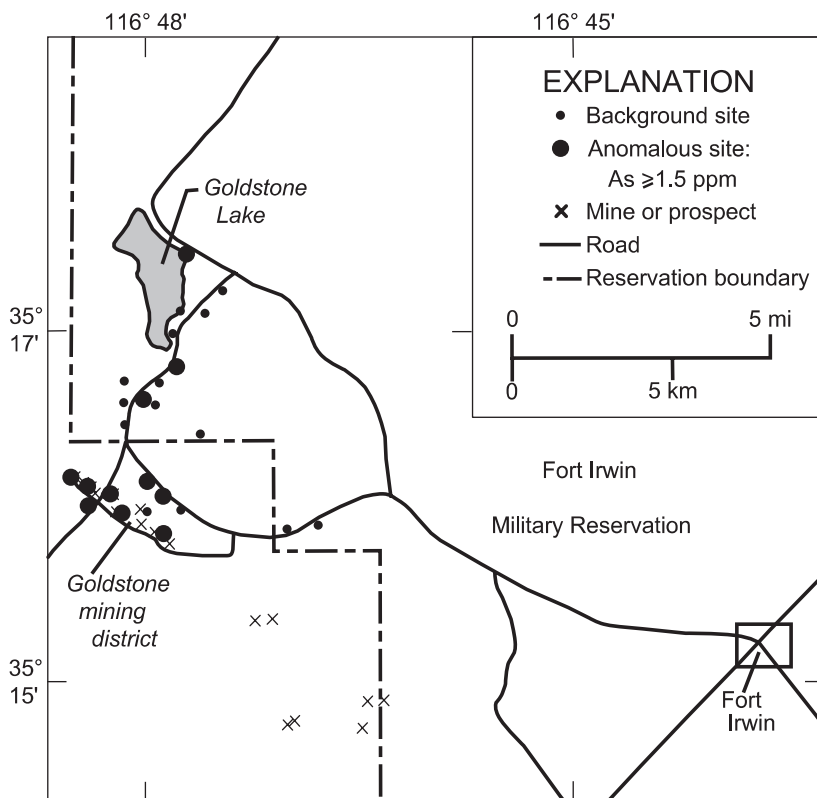 116° 48'
116° 45'
EXPLANATION
Background site
Anomalous site:
As ⩾1.5 ppm
Mine or prospect
Road
Reservation boundary
0
5 mi
0
5 km
Goldstone
Lake
35°
17'
Fort Irwin
Military Reservation
Goldstone
mining
district
35°
15'
Fort
Irwin